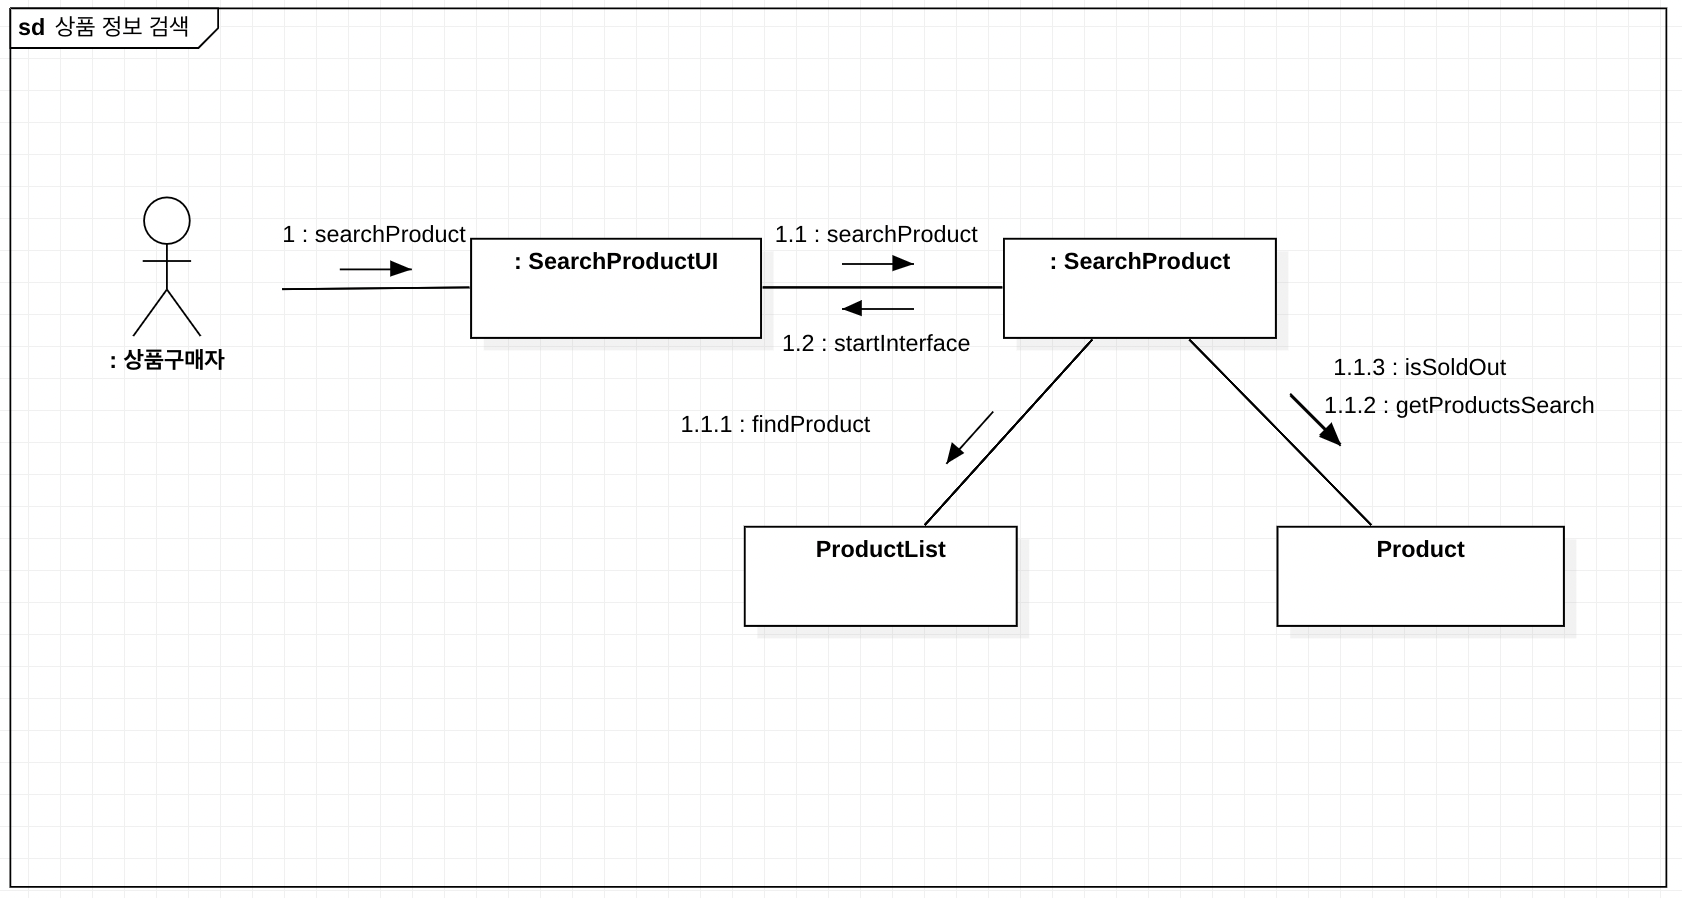 sd 상품 정보 검색
1 : searchProduct
1.1 : searchProduct
: SearchProductUI
: SearchProduct
1.2 : startInterface
: 상품구매자
1.1.3 : isSoldOut
1.1.2 : getProductsSearch
1.1.1 : findProduct
ProductList
Product